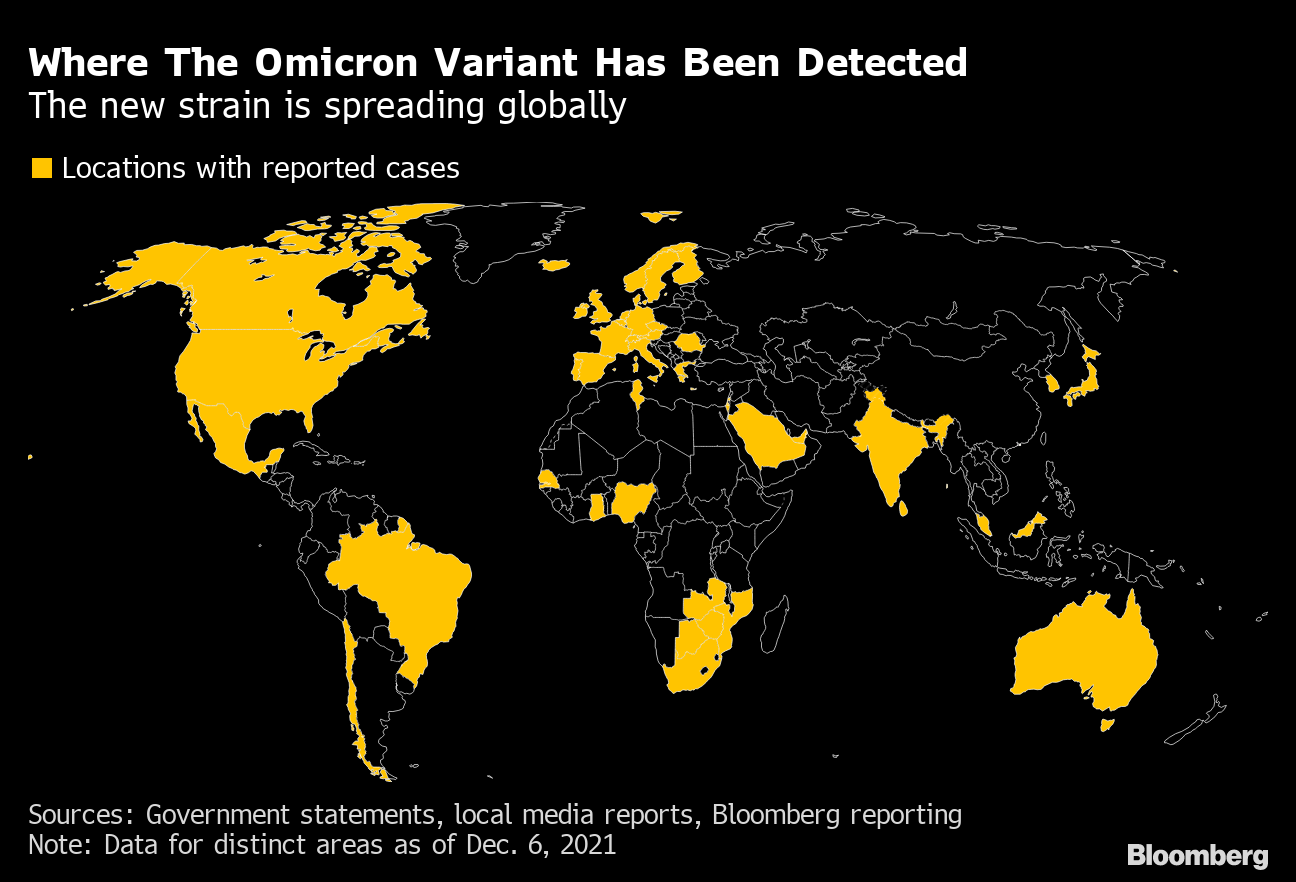 Where The Omicron Variant Has Been Detected
The new strain is spreading globally
Locations with reported cases
Sources: Government statements, local media reports, Bloomberg reporting
Note: Data for distinct areas as of Dec. 6, 2021
Bloomberg